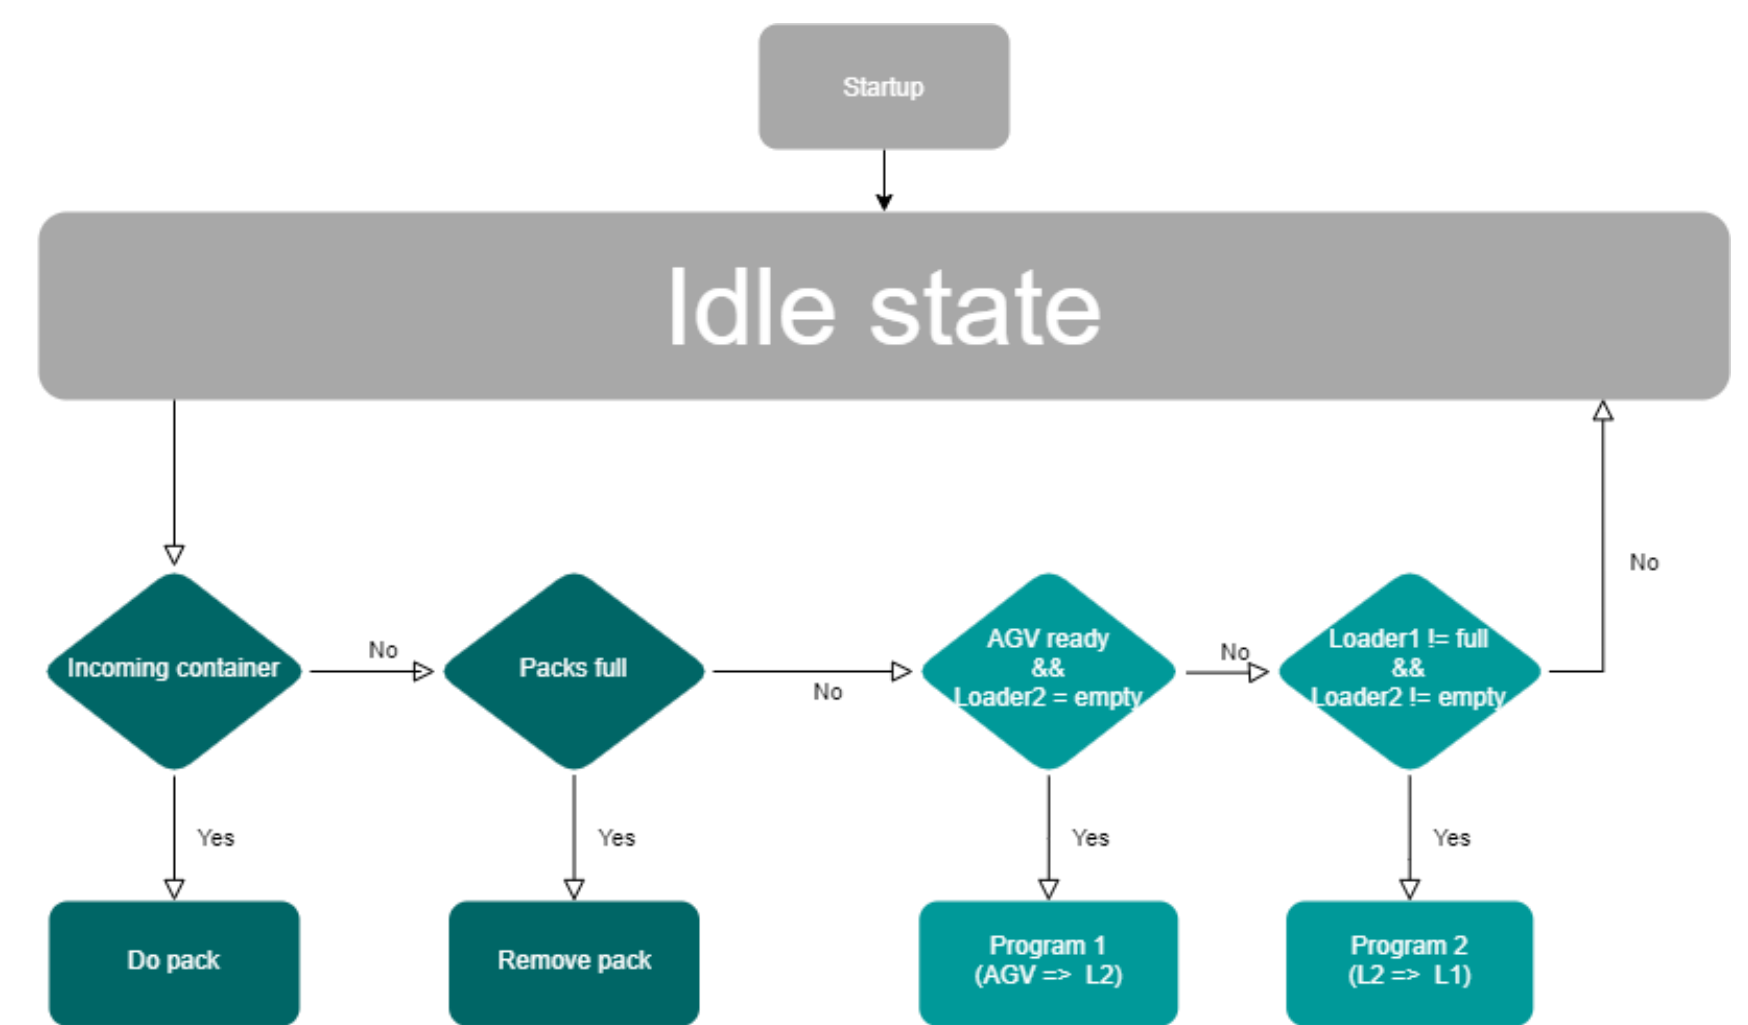 Startup
Idle state
No
Incoming container
No
Packs full
No
AGV ready
&&
Loader2 = empty
No
Loader1 != full
&&
Loader2 != empty
Yes
Yes
Yes
Yes
Do pack
Remove pack
Program 1
(AGV => L2)
Program 2
(L2 => L1)